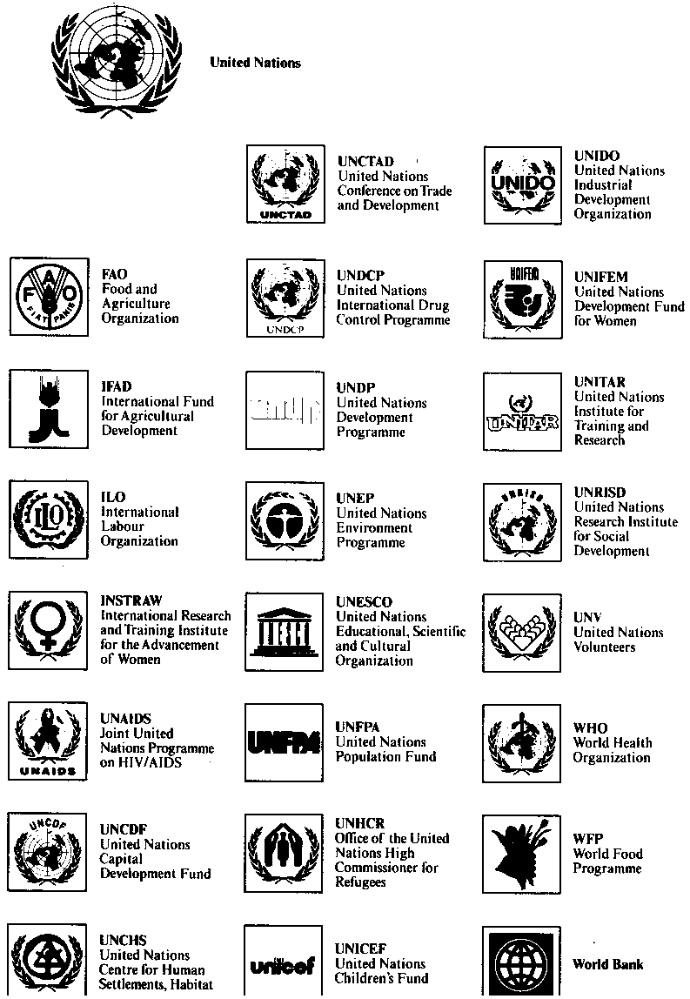 United Nations
UNCTAD
UNCTAD
United Nations
Conference on Trade
and Development
UNIDO
UNIDO
United Nations
Industrial
Development
Organization
FAO
FIAT PANIS
FAO
Food and
Agriculture
Organization
UNDCP
UNDCP
United Nations
International Drug
Control Programme
UNIFEM
UNIFEM
United Nations
Development Fund
for Women
IFAD
International Fund
for Agricultural
Development
UNDP
United Nations
Development
Programme
UNITAR
UNITAR
United Nations
Institute for
Training and
Research
ILO
ILO
International
Labour
Organization
UNEP
United Nations
Environment
Programme
UNRISD
UNRISD
United Nations
Research Institute
for Social
Development
INSTRAW
International Research
and Training Institute
for the Advancement
of Women
UNESCO
UNESCO
United Nations
Educational, Scientific
and Cultural
Organization
UNV
United Nations
Volunteers
UNAIDS
UNAIDS
Joint United
Nations Programme
on HIV/AIDS
UNFPA
UNFPA
United Nations
Population Fund
WHO
World Health
Organization
UNCDF
UNCDF
United Nations
Capital
Development Fund
UNHCR
Office of the United
Nations High
Commissioner for
Refugees
WFP
World Food
Programme
UNCHS
United Nations
Centre for Human
Settlements, Habitat
unicef
UNICEF
United Nations
Children's Fund
World Bank